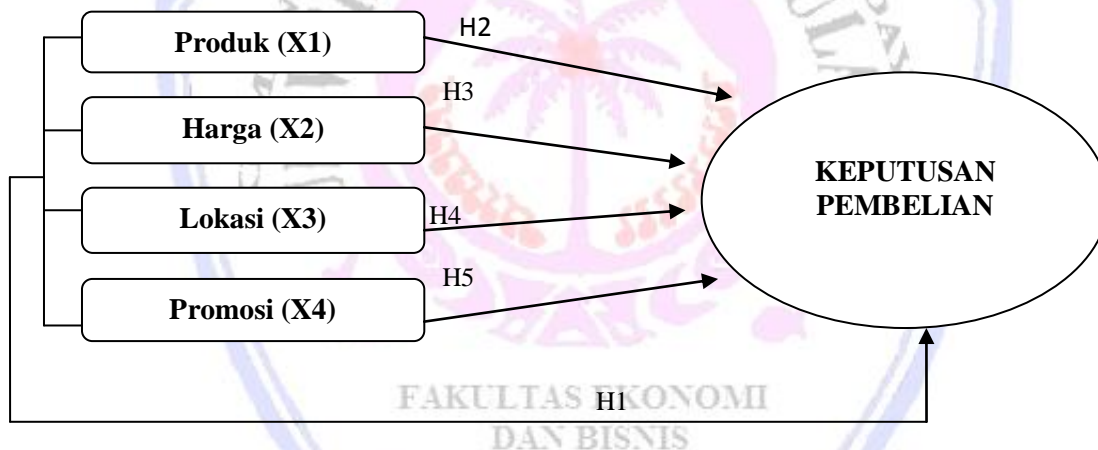 Produk (X1)
H2
H3
Harga (X2)
KEPUTUSAN
PEMBELIAN
Lokasi (X3)
H4
H5
Promosi (X4)
H1
FAKULTAS EKONOMI
DAN BISNIS